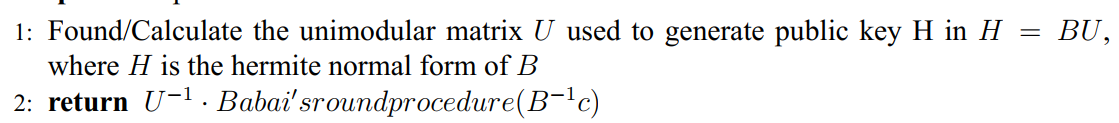 1: Found/Calculate the unimodular matrix U used to generate public key H in H = BU,
where H is the hermite normal form of B
2: return U⁻¹ · Babai'sroundprocedure(B⁻¹c)